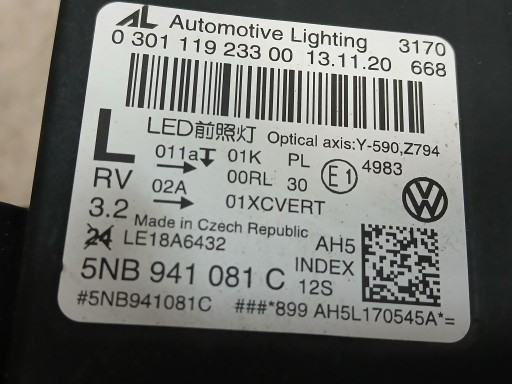 AL Automotive Lighting 3170
0 301 119 233 00 13.11.20 668
LED前照灯 Optical axis:Y-590,Z794
L 011a 01K PL E1 4983
RV 02A 00RL 30
01XCVERT
3.2 Made in Czech Republic
24 LE18A6432 AH5
5NB 941 081 C INDEX 12S
#5NB941081C ###*899 AH5L170545A*=